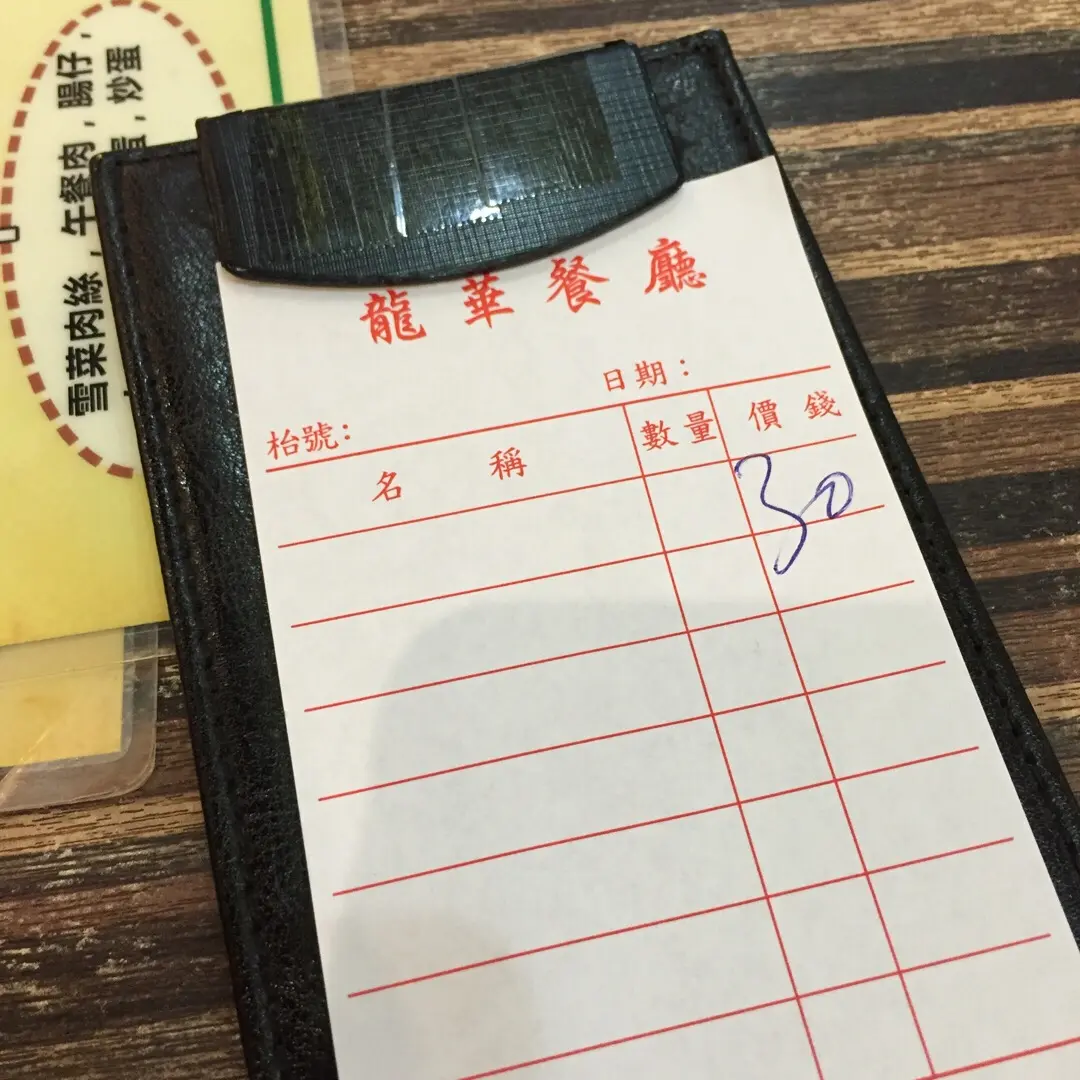 龍華餐廳
日期：
枱號：
名稱 數量 價錢
30
雪菜肉絲，午餐肉，腸仔，
蛋，炒蛋